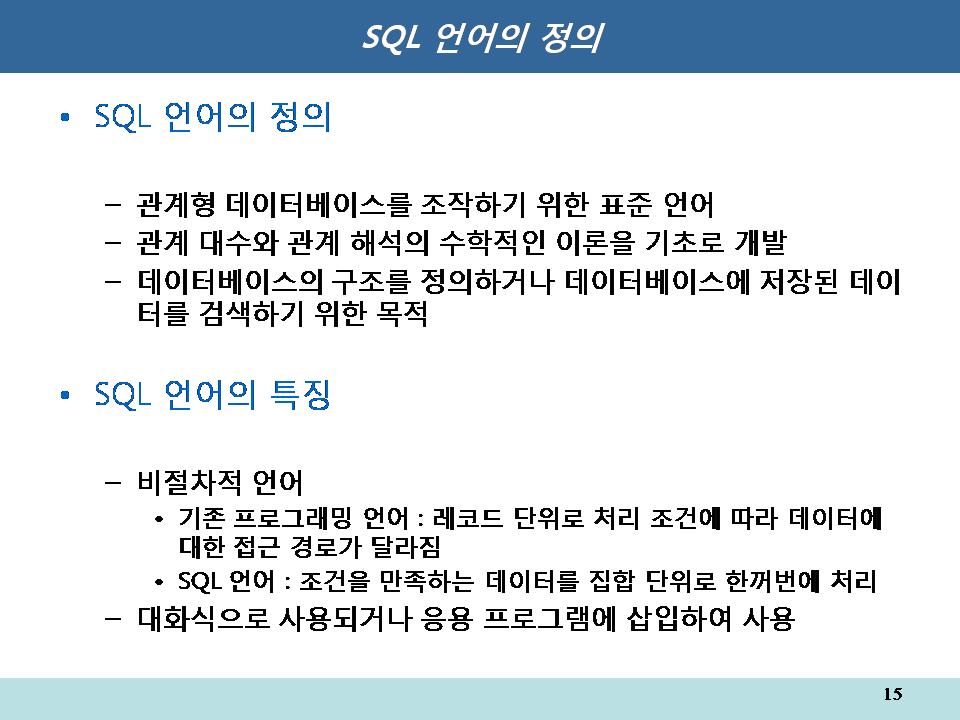 SQL 언어의 정의
• SQL 언어의 정의
– 관계형 데이터베이스를 조작하기 위한 표준 언어
– 관계 대수와 관계 해석의 수학적인 이론을 기초로 개발
– 데이터베이스의 구조를 정의하거나 데이터베이스에 저장된 데이
터를 검색하기 위한 목적
• SQL 언어의 특징
– 비절차적 언어
• 기존 프로그래밍 언어 : 레코드 단위로 처리 조건에 따라 데이터에
대한 접근 경로가 달라짐
• SQL 언어 : 조건을 만족하는 데이터를 집합 단위로 한꺼번에 처리
– 대화식으로 사용되거나 응용 프로그램에 삽입하여 사용
15